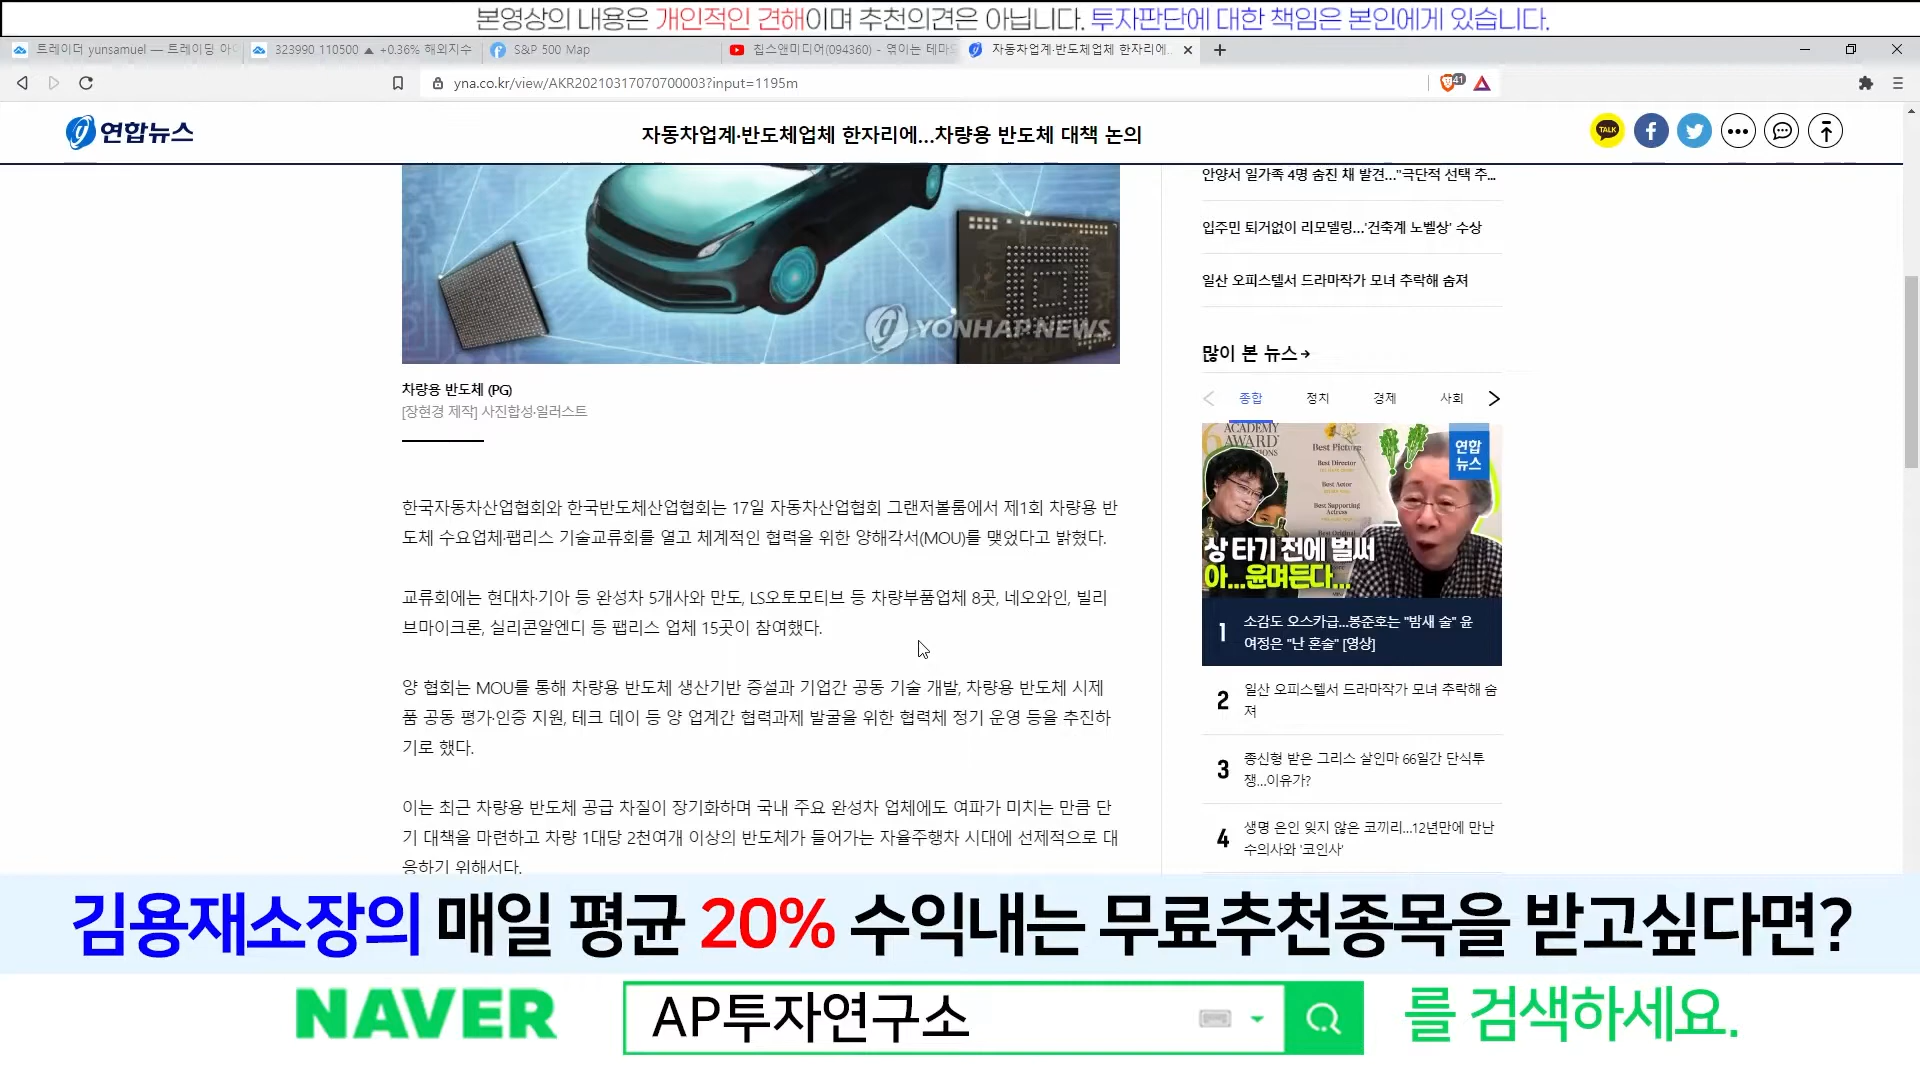 본영상의 내용은 개인적인 견해이며 추천의견은 아닙니다. 투자판단에 대한 책임은 본인에게 있습니다.
트레이더 yunsamuel — 트레이딩 아이
323990 110500 ▲ +0.36% 해외지수
S&P 500 Map
칩스앤미디어(094360) - 엮이는 테마
자동차업계·반도체업체 한자리에...
yna.co.kr/view/AKR20210317070700003?input=1195m
41
연합뉴스
자동차업계·반도체업체 한자리에...차량용 반도체 대책 논의
TALK
YONHAP NEWS
차량용 반도체 (PG)
[장현경 제작] 사진합성·일러스트
한국자동차산업협회와 한국반도체산업협회는 17일 자동차산업협회 그랜저볼룸에서 제1회 차량용 반
도체 수요업체·팹리스 기술교류회를 열고 체계적인 협력을 위한 양해각서(MOU)를 맺었다고 밝혔다.
교류회에는 현대차·기아 등 완성차 5개사와 만도, LS오토모티브 등 차량부품업체 8곳, 네오와인, 빌리
브마이크론, 실리콘알엔디 등 팹리스 업체 15곳이 참여했다.
양 협회는 MOU를 통해 차량용 반도체 생산기반 증설과 기업간 공동 기술 개발, 차량용 반도체 시제
품 공동 평가·인증 지원, 테크 데이 등 양 업계간 협력과제 발굴을 위한 협력체 정기 운영 등을 추진하
기로 했다.
이는 최근 차량용 반도체 공급 차질이 장기화하며 국내 주요 완성차 업체에도 여파가 미치는 만큼 단
기 대책을 마련하고 차량 1대당 2천여개 이상의 반도체가 들어가는 자율주행차 시대에 선제적으로 대
응하기 위해서다.
안양서 일가족 4명 숨진 채 발견..."극단적 선택 추...
입주민 퇴거없이 리모델링...'건축계 노벨상' 수상
일산 오피스텔서 드라마작가 모녀 추락해 숨져
많이 본 뉴스
종합 정치 경제 사회
ACADEMY
AWARD
Best Picture
Best Director
Best Actor
Best Supporting
Actress
연합
뉴스
상 타기 전에 벌써
아...윤며든다...
1 소감도 오스카급...봉준호는 "밤새 술" 윤
여정은 "난 혼술" [영상]
2 일산 오피스텔서 드라마작가 모녀 추락해 숨
져
3 종신형 받은 그리스 살인마 66일간 단식투
쟁...이유가?
4 생명 은인 잊지 않은 코끼리...12년만에 만난
수의사와 '코인사'
김용재소장의 매일 평균 20% 수익내는 무료추천종목을 받고싶다면?
NAVER AP투자연구소 를 검색하세요.